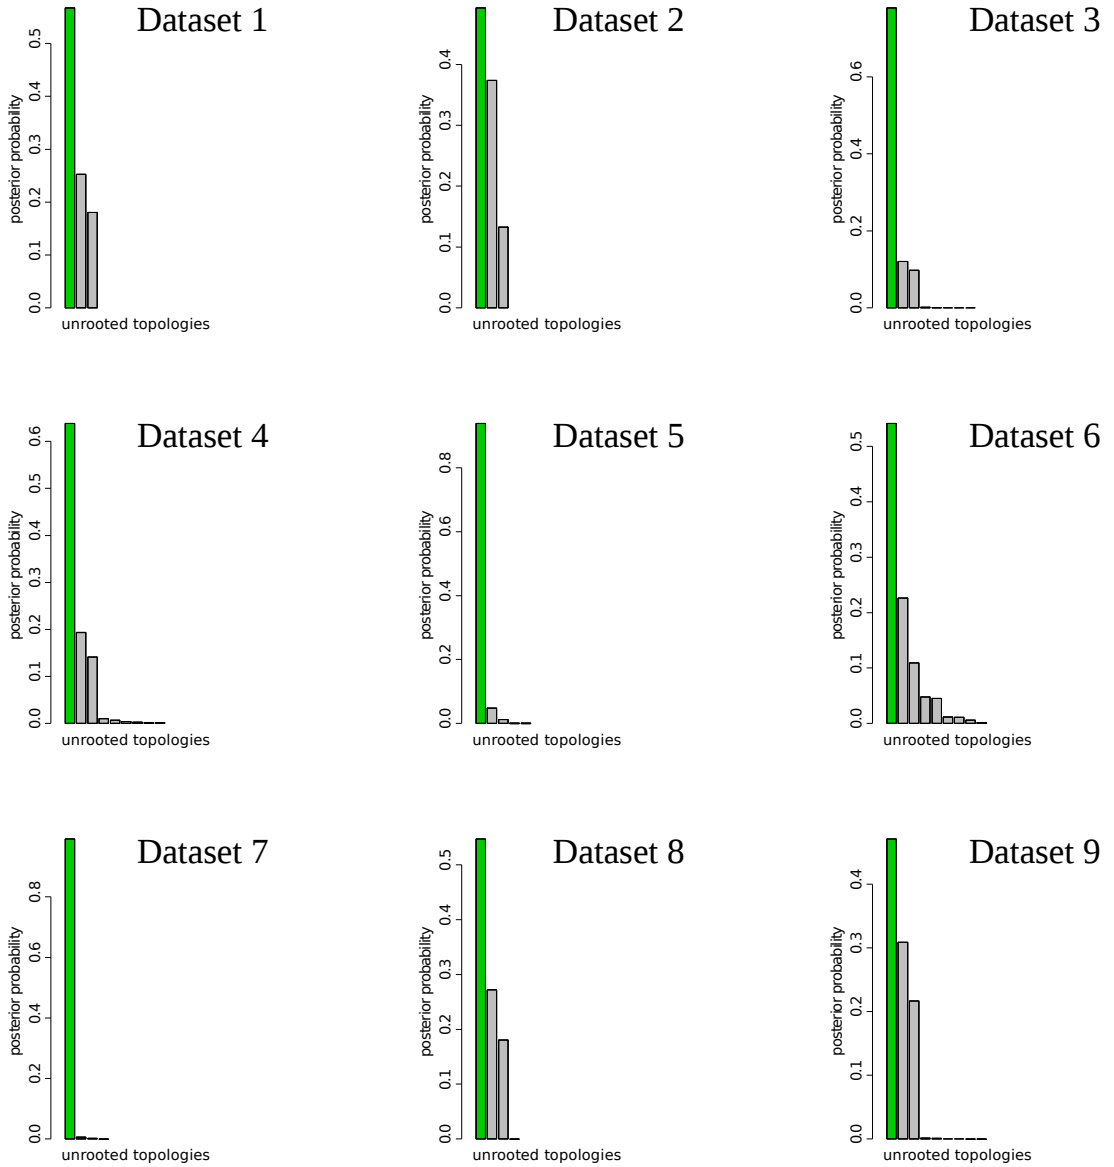 Dataset 1
posterior probability
0.0 0.1 0.2 0.3 0.4 0.5
unrooted topologies
Dataset 2
posterior probability
0.0 0.1 0.2 0.3 0.4
unrooted topologies
Dataset 3
posterior probability
0.0 0.2 0.4 0.6
unrooted topologies
Dataset 4
posterior probability
0.0 0.1 0.2 0.3 0.4 0.5 0.6
unrooted topologies
Dataset 5
posterior probability
0.0 0.2 0.4 0.6 0.8
unrooted topologies
Dataset 6
posterior probability
0.0 0.1 0.2 0.3 0.4 0.5
unrooted topologies
Dataset 7
posterior probability
0.0 0.2 0.4 0.6 0.8
unrooted topologies
Dataset 8
posterior probability
0.0 0.1 0.2 0.3 0.4 0.5
unrooted topologies
Dataset 9
posterior probability
0.0 0.1 0.2 0.3 0.4
unrooted topologies